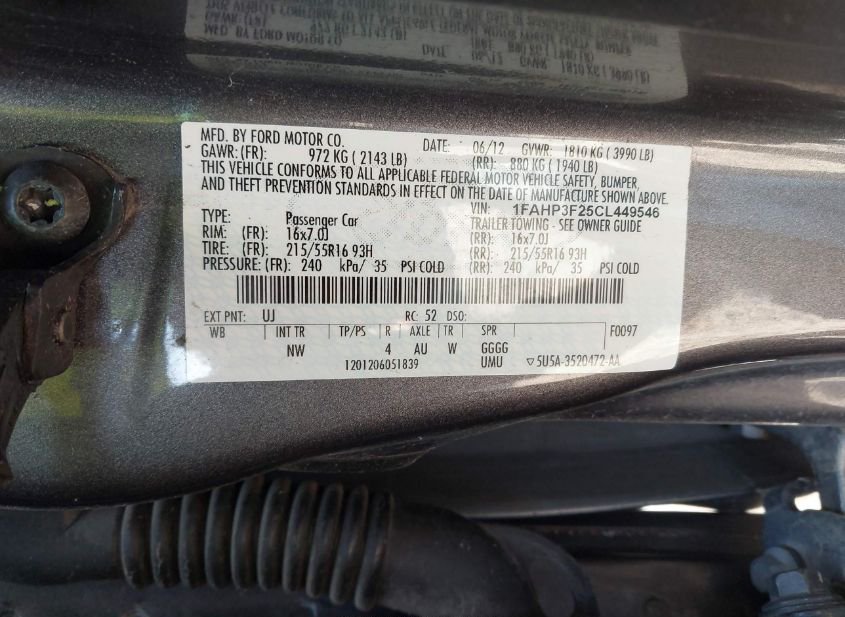 MFD. BY FORD MOTOR CO. DATE: 06/12 GVWR: 1810 KG ( 3990 LB)
GAWR: (FR): 972 KG ( 2143 LB) (RR): 880 KG ( 1940 LB)
THIS VEHICLE CONFORMS TO ALL APPLICABLE FEDERAL MOTOR VEHICLE SAFETY, BUMPER,
AND THEFT PREVENTION STANDARDS IN EFFECT ON THE DATE OF MANUFACTURE SHOWN ABOVE.
VIN: 1FAHP3F25CL449546
TYPE: Passenger Car TRAILER TOWING - SEE OWNER GUIDE
RIM: (FR) 16x7.0J (RR): 16x7.0J
TIRE: (FR) 215/55R16 93H (RR): 215/55R16 93H
PRESSURE: (FR) 240 kPa/ 35 PSI COLD (RR): 240 kPa/ 35 PSI COLD
EXT PNT: UJ RC: 52 DSO:
WB INT TR TP/PS R AXLE TR SPR F0097
NW 4 AU W GGGG
1201206051839 UMU ▽5U5A-3520472-AA